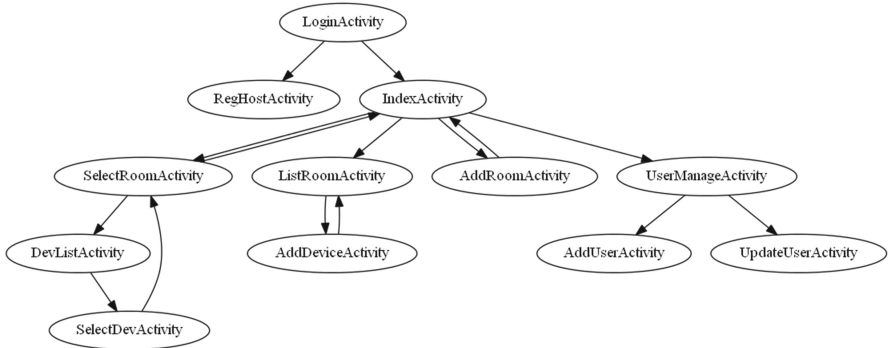 LoginActivity
RegHostActivity
IndexActivity
SelectRoomActivity
ListRoomActivity
AddRoomActivity
UserManageActivity
DevListActivity
AddDeviceActivity
AddUserActivity
UpdateUserActivity
SelectDevActivity